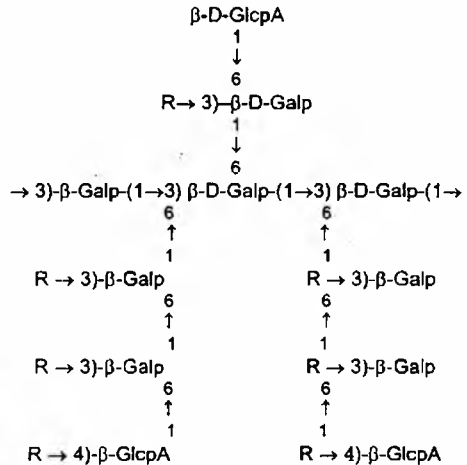 β-D-GlcpA
1
↓
6
R→ 3)-β-D-Galp
1
↓
6
→ 3)-β-Galp-(1→3) β-D-Galp-(1→3) β-D-Galp-(1→
6 6
↑ ↑
1 1
R → 3)-β-Galp R → 3)-β-Galp
6 6
↑ ↑
1 1
R → 3)-β-Galp R → 3)-β-Galp
6 6
↑ ↑
1 1
R → 4)-β-GlcpA R → 4)-β-GlcpA